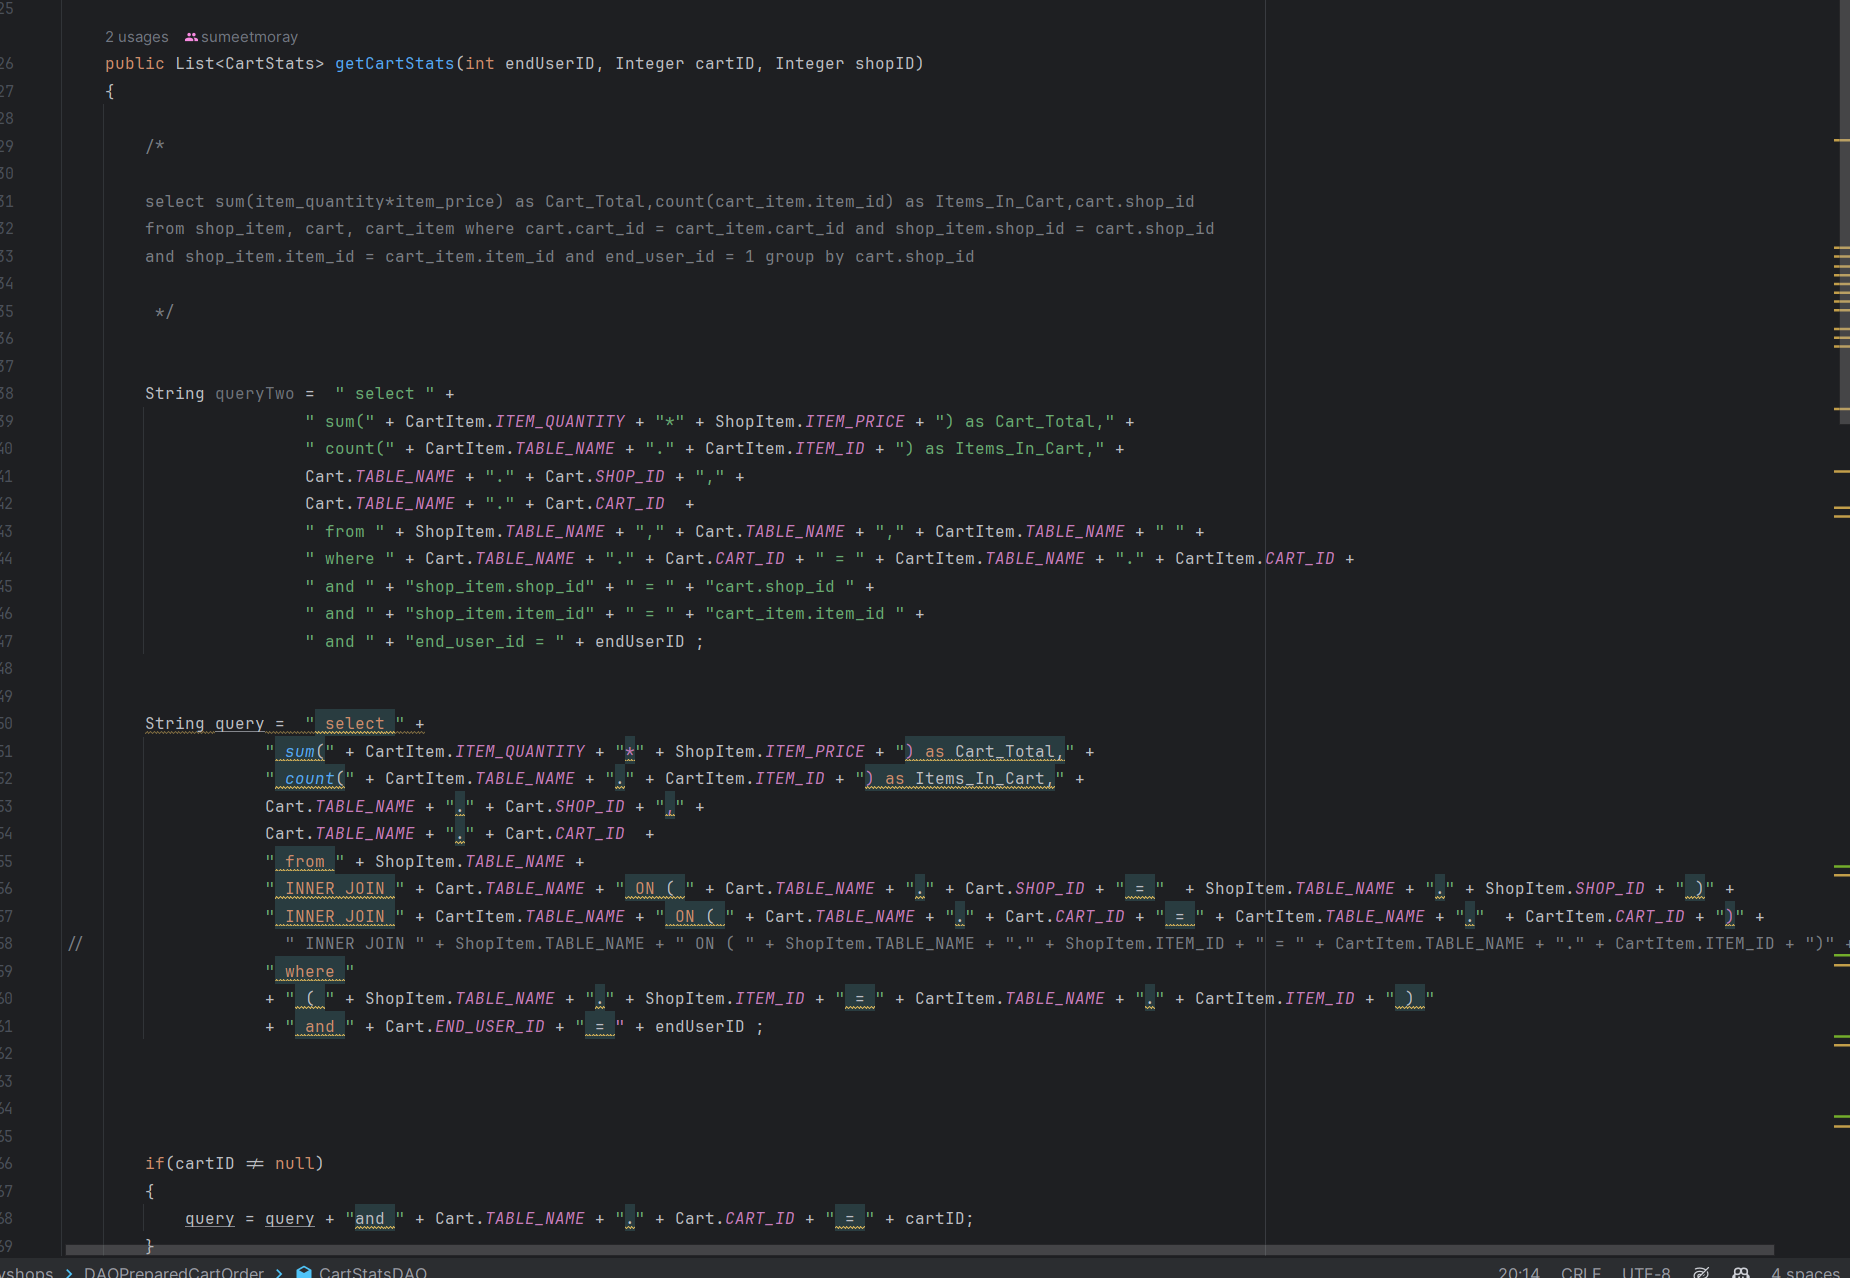 25
2 usages sumeetmoray
26 public List<CartStats> getCartStats(int endUserID, Integer cartID, Integer shopID)
27 {
28
29 /*
30
31 select sum(item_quantity*item_price) as Cart_Total,count(cart_item.item_id) as Items_In_Cart,cart.shop_id
32 from shop_item, cart, cart_item where cart.cart_id = cart_item.cart_id and shop_item.shop_id = cart.shop_id
33 and shop_item.item_id = cart_item.item_id and end_user_id = 1 group by cart.shop_id
34
35 */
36
37
38 String queryTwo = " select " +
39 " sum(" + CartItem.ITEM_QUANTITY + "*" + ShopItem.ITEM_PRICE + ") as Cart_Total," +
40 " count(" + CartItem.TABLE_NAME + "." + CartItem.ITEM_ID + ") as Items_In_Cart," +
41 Cart.TABLE_NAME + "." + Cart.SHOP_ID + "," +
42 Cart.TABLE_NAME + "." + Cart.CART_ID +
43 " from " + ShopItem.TABLE_NAME + "," + Cart.TABLE_NAME + "," + CartItem.TABLE_NAME + " " +
44 " where " + Cart.TABLE_NAME + "." + Cart.CART_ID + " = " + CartItem.TABLE_NAME + "." + CartItem.CART_ID +
45 " and " + "shop_item.shop_id" + " = " + "cart.shop_id " +
46 " and " + "shop_item.item_id" + " = " + "cart_item.item_id " +
47 " and " + "end_user_id = " + endUserID ;
48
49
50 String query = " select " +
51 " sum(" + CartItem.ITEM_QUANTITY + "*" + ShopItem.ITEM_PRICE + ") as Cart_Total," +
52 " count(" + CartItem.TABLE_NAME + "." + CartItem.ITEM_ID + ") as Items_In_Cart," +
53 Cart.TABLE_NAME + "." + Cart.SHOP_ID + "," +
54 Cart.TABLE_NAME + "." + Cart.CART_ID +
55 " from " + ShopItem.TABLE_NAME +
56 " INNER JOIN " + Cart.TABLE_NAME + " ON ( " + Cart.TABLE_NAME + "." + Cart.SHOP_ID + " = " + ShopItem.TABLE_NAME + "." + ShopItem.SHOP_ID + " )" +
57 " INNER JOIN " + CartItem.TABLE_NAME + " ON ( " + Cart.TABLE_NAME + "." + Cart.CART_ID + " = " + CartItem.TABLE_NAME + "." + CartItem.CART_ID + ")" +
58 // " INNER JOIN " + ShopItem.TABLE_NAME + " ON ( " + ShopItem.TABLE_NAME + "." + ShopItem.ITEM_ID + " = " + CartItem.TABLE_NAME + "." + CartItem.ITEM_ID + ")" +
59 " where "
60 + " ( " + ShopItem.TABLE_NAME + "." + ShopItem.ITEM_ID + " = " + CartItem.TABLE_NAME + "." + CartItem.ITEM_ID + " ) "
61 + " and " + Cart.END_USER_ID + " = " + endUserID ;
62
63
64
65
66 if(cartID ≠ null)
67 {
68 query = query + "and " + Cart.TABLE_NAME + "." + Cart.CART_ID + " = " + cartID;
69 }
yshops > DAOPreparedCartOrder > CartStatsDAO 20:14 CRLF UTF-8 4 spaces